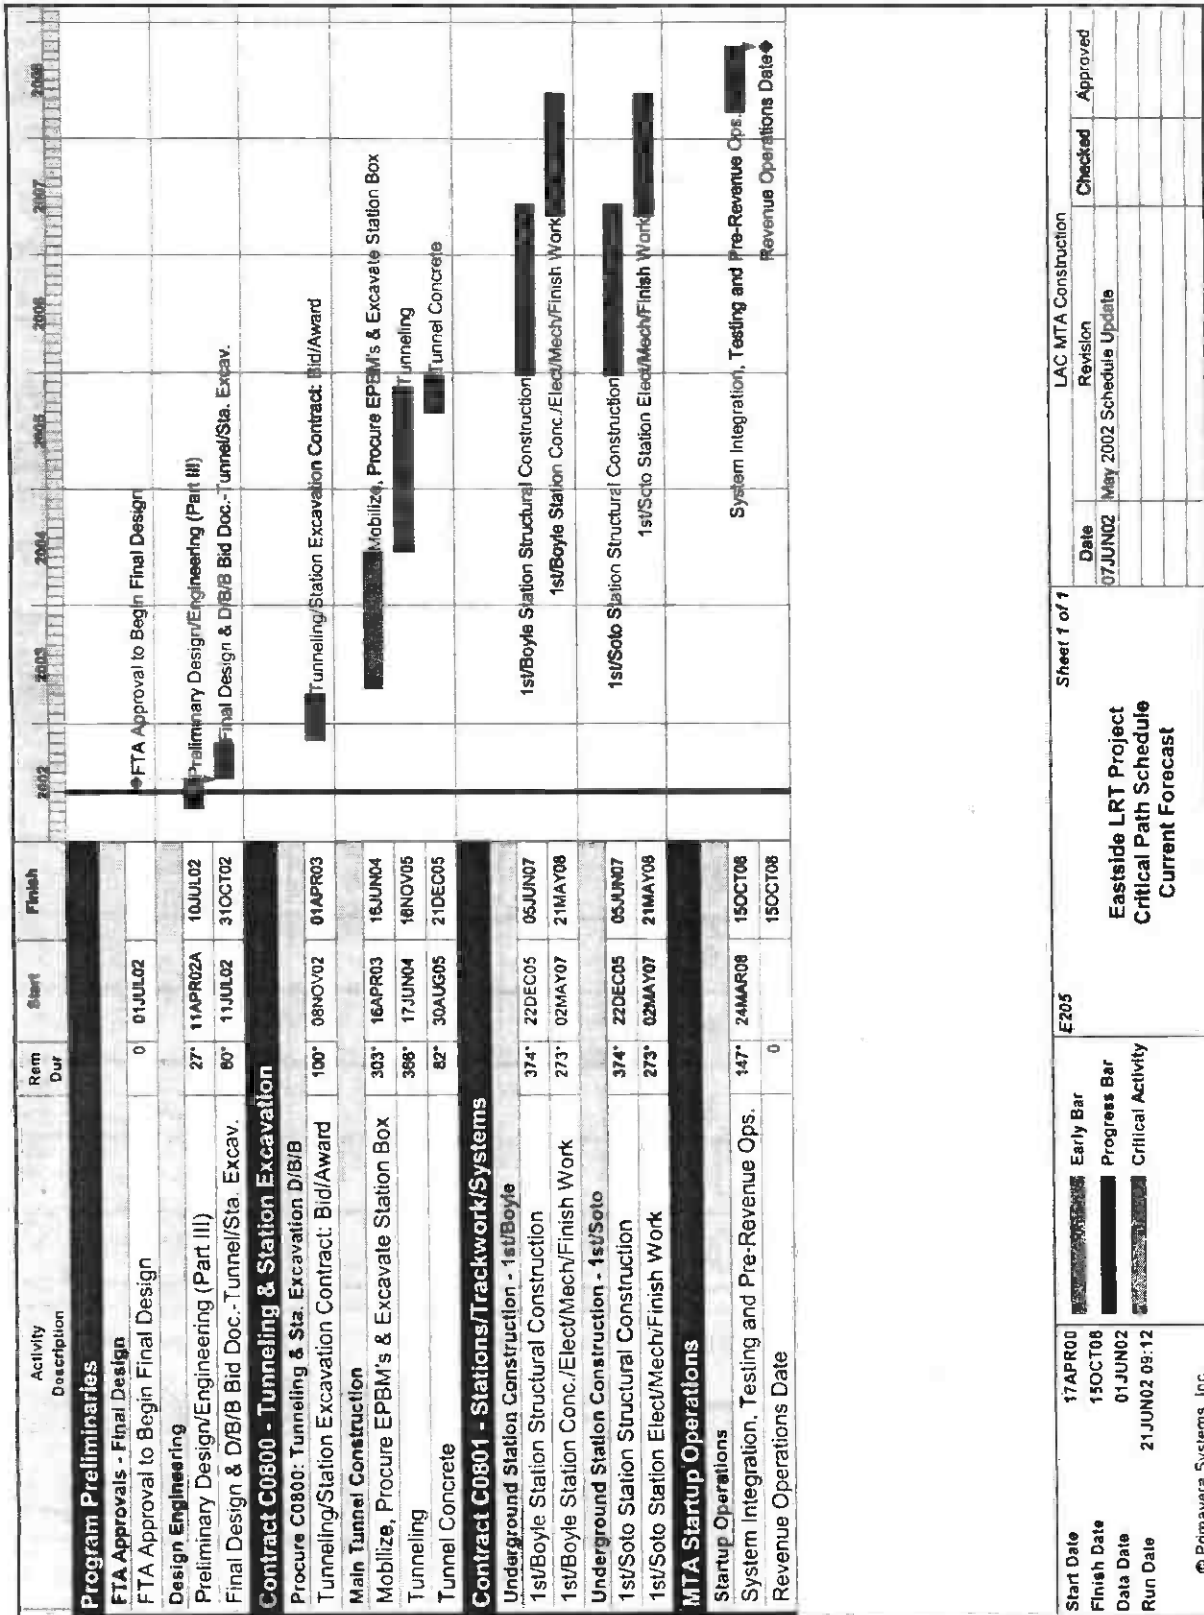 Activity Description Rem Dur Start Finish 2002 2003 2004 2005 2006 2007 2008
Program Preliminaries
FTA Approvals - Final Design
FTA Approval to Begin Final Design 0 01JUL02 FTA Approval to Begin Final Design
Design Engineering
Preliminary Design/Engineering (Part III) 27* 11APR02A 10JUL02 Preliminary Design/Engineering (Part III)
Final Design & D/B/B Bid Doc.-Tunnel/Sta. Excav. 80* 11JUL02 31OCT02 Final Design & D/B/B Bid Doc.-Tunnel/Sta. Excav.
Contract C0800 - Tunneling & Station Excavation
Procure C0800: Tunneling & Sta. Excavation D/B/B
Tunneling/Station Excavation Contract: Bid/Award 100* 08NOV02 01APR03 Tunneling/Station Excavation Contract: Bid/Award
Main Tunnel Construction
Mobilize, Procure EPBM's & Excavate Station Box 303* 16APR03 16JUN04 Mobilize, Procure EPBM's & Excavate Station Box
Tunneling 17JUN04 Tunneling
Tunnel Concrete 82* 30AUG05 21DEC05 Tunnel Concrete
Contract C0801 - Stations/Trackwork/Systems
Underground Station Construction - 1st/Boyle
1st/Boyle Station Structural Construction 374* 22DEC05 05JUN07 1st/Boyle Station Structural Construction
1st/Boyle Station Conc./Elect/Mech/Finish Work 273* 02MAY07 21MAY08 1st/Boyle Station Conc./Elect/Mech/Finish Work
Underground Station Construction - 1st/Soto
1st/Soto Station Structural Construction 374* 22DEC05 05JUN07 1st/Soto Station Structural Construction
1st/Soto Station Elect/Mech/Finish Work 273* 02MAY07 21MAY08 1st/Soto Station Elect/Mech/Finish Work
MTA Startup Operations
Startup Operations
System Integration, Testing and Pre-Revenue Ops. 147* 24MAR08 15OCT08 System Integration, Testing and Pre-Revenue Ops.
Revenue Operations Date 0 15OCT08 Revenue Operations Date
Start Date 17APR00
Finish Date 15OCT08
Data Date 01JUN02
Run Date 21JUN02 09:12
© Primavera Systems, Inc.
Early Bar
Progress Bar
Critical Activity
E205
Sheet 1 of 1
Eastside LRT Project
Critical Path Schedule
Current Forecast
LAC MTA Construction
Date Revision Checked Approved
07JUN02 May 2002 Schedule Update